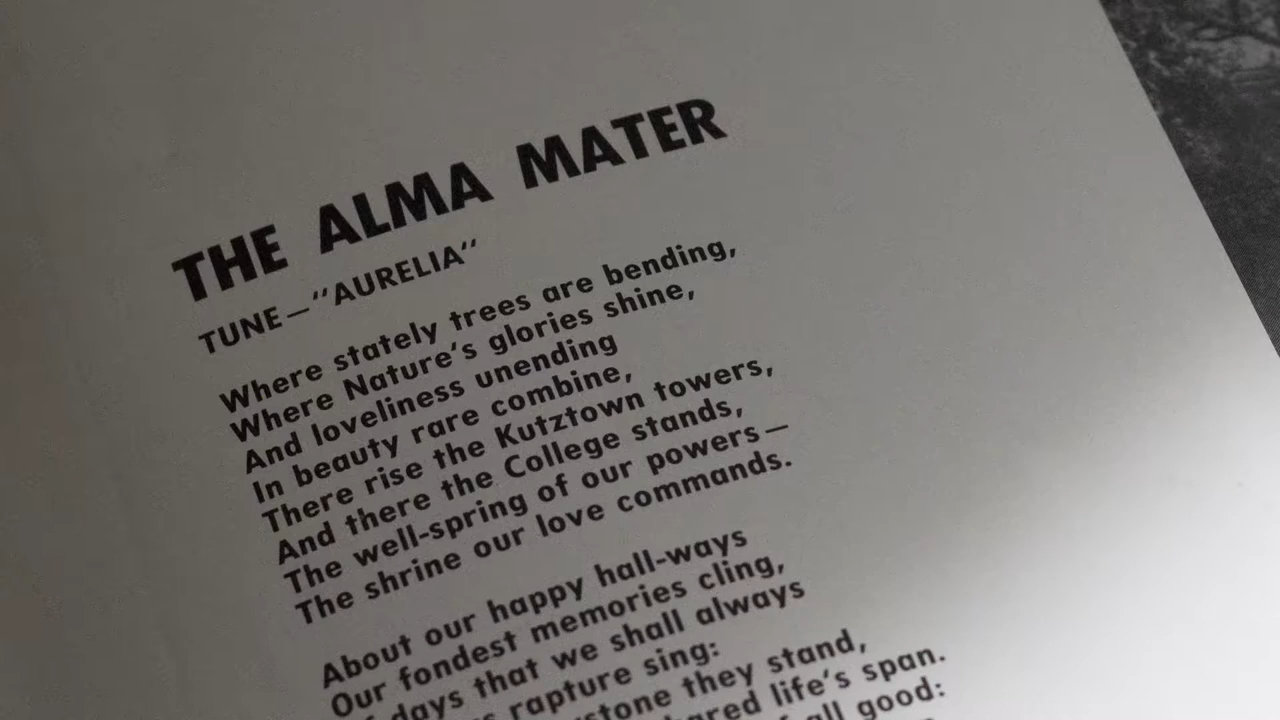 THE ALMA MATER
TUNE—"AURELIA"
Where stately trees are bending,
Where Nature's glories shine,
And loveliness unending
In beauty rare combine,
There rise the Kutztown towers,
And there the College stands,
The well-spring of our powers—
The shrine our love commands.
About our happy hall-ways
Our fondest memories cling,
days that we shall always
rapture sing:
they stand,
life's span.
all good: